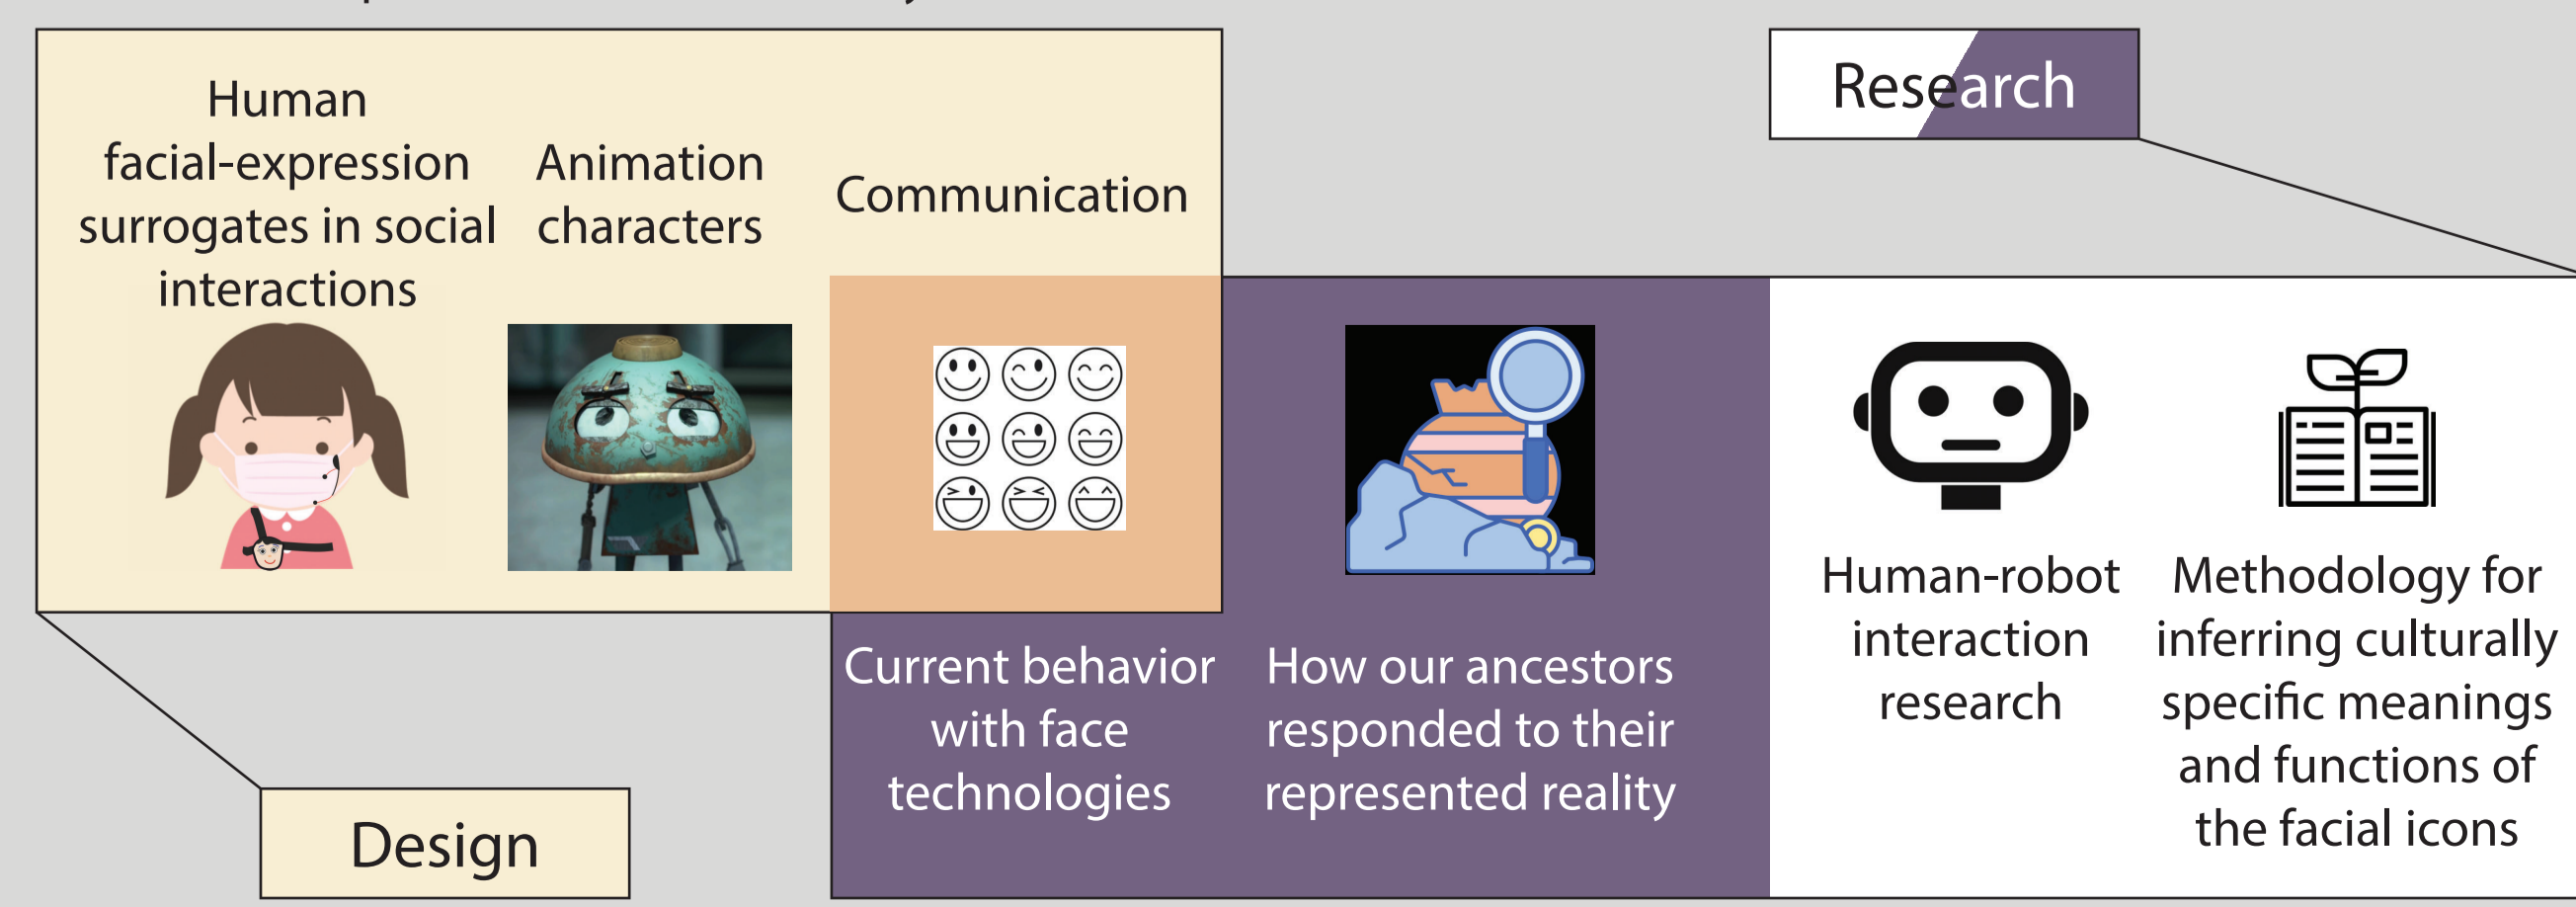 Human
facial-expression
surrogates in social
interactions
Animation
characters
Communication
Research
Current behavior
with face
technologies
How our ancestors
responded to their
represented reality
Human-robot
interaction
research
Methodology for
inferring culturally
specific meanings
and functions of
the facial icons
Design